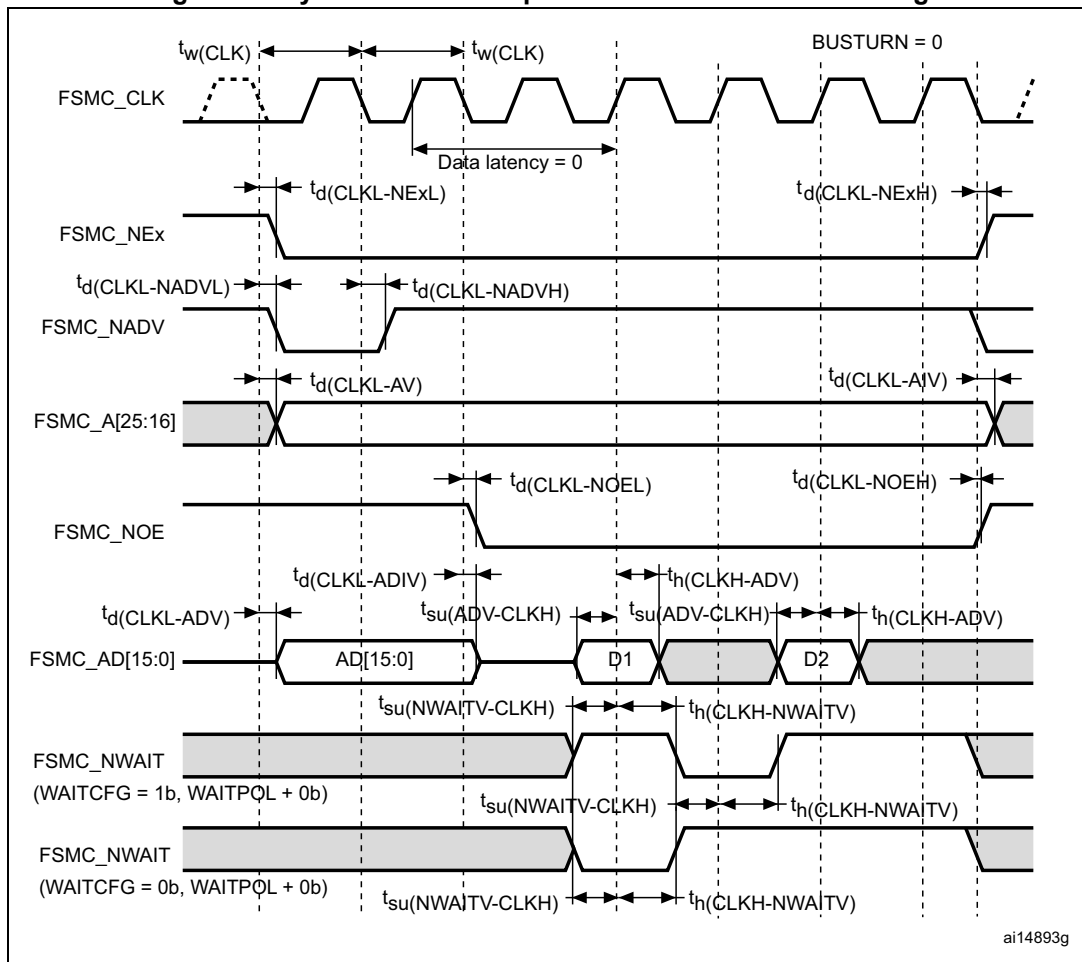 tw(CLK) tw(CLK) BUSTURN = 0
FSMC_CLK
Data latency = 0
td(CLKL-NExL) td(CLKL-NExH)
FSMC_NEx
td(CLKL-NADVL) td(CLKL-NADVH)
FSMC_NADV
td(CLKL-AV) td(CLKL-AIV)
FSMC_A[25:16]
td(CLKL-NOEL) td(CLKL-NOEH)
FSMC_NOE
td(CLKL-ADIV) th(CLKH-ADV)
td(CLKL-ADV) tsu(ADV-CLKH) tsu(ADV-CLKH) th(CLKH-ADV)
FSMC_AD[15:0] AD[15:0] D1 D2
tsu(NWAITV-CLKH) th(CLKH-NWAITV)
FSMC_NWAIT
(WAITCFG = 1b, WAITPOL + 0b)
tsu(NWAITV-CLKH) th(CLKH-NWAITV)
FSMC_NWAIT
(WAITCFG = 0b, WAITPOL + 0b)
tsu(NWAITV-CLKH) th(CLKH-NWAITV)
ai14893g